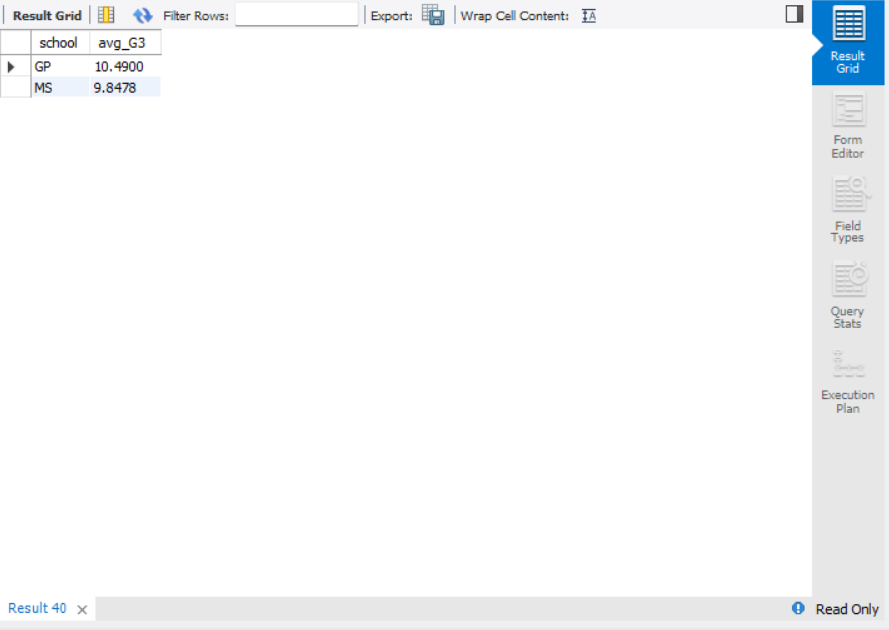 Result Grid Filter Rows: Export: Wrap Cell Content: IA
school avg_G3
GP 10.4900
MS 9.8478
Result
Grid
Form
Editor
Field
Types
Query
Stats
Execution
Plan
Result 40 × Read Only